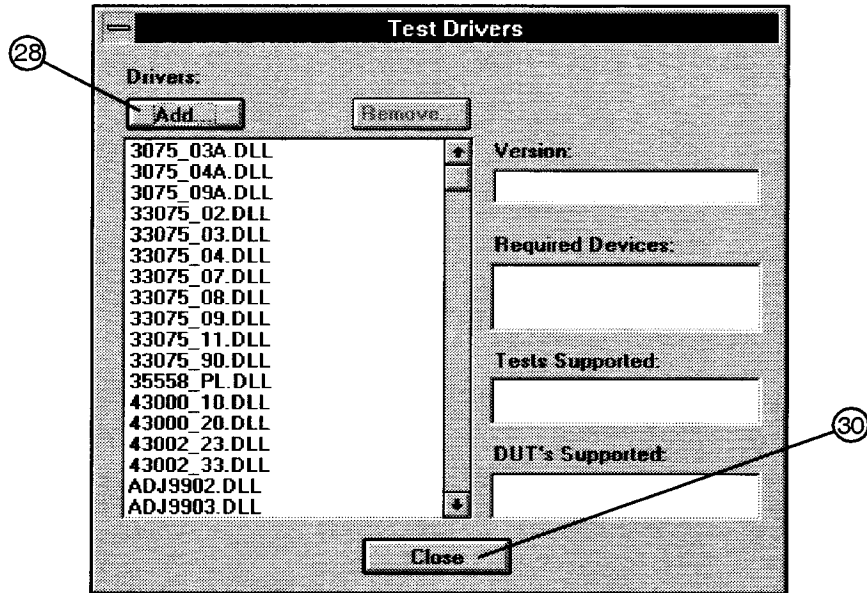 Test Drivers
28
Drivers:
Add...
Remove...
3075_03A.DLL
3075_04A.DLL
3075_09A.DLL
33075_02.DLL
33075_03.DLL
33075_04.DLL
33075_07.DLL
33075_08.DLL
33075_09.DLL
33075_11.DLL
33075_90.DLL
35558_PL.DLL
43000_10.DLL
43000_20.DLL
43002_23.DLL
43002_33.DLL
ADJ9902.DLL
ADJ9903.DLL
Version:
Required Devices:
Tests Supported:
DUT's Supported:
30
Close